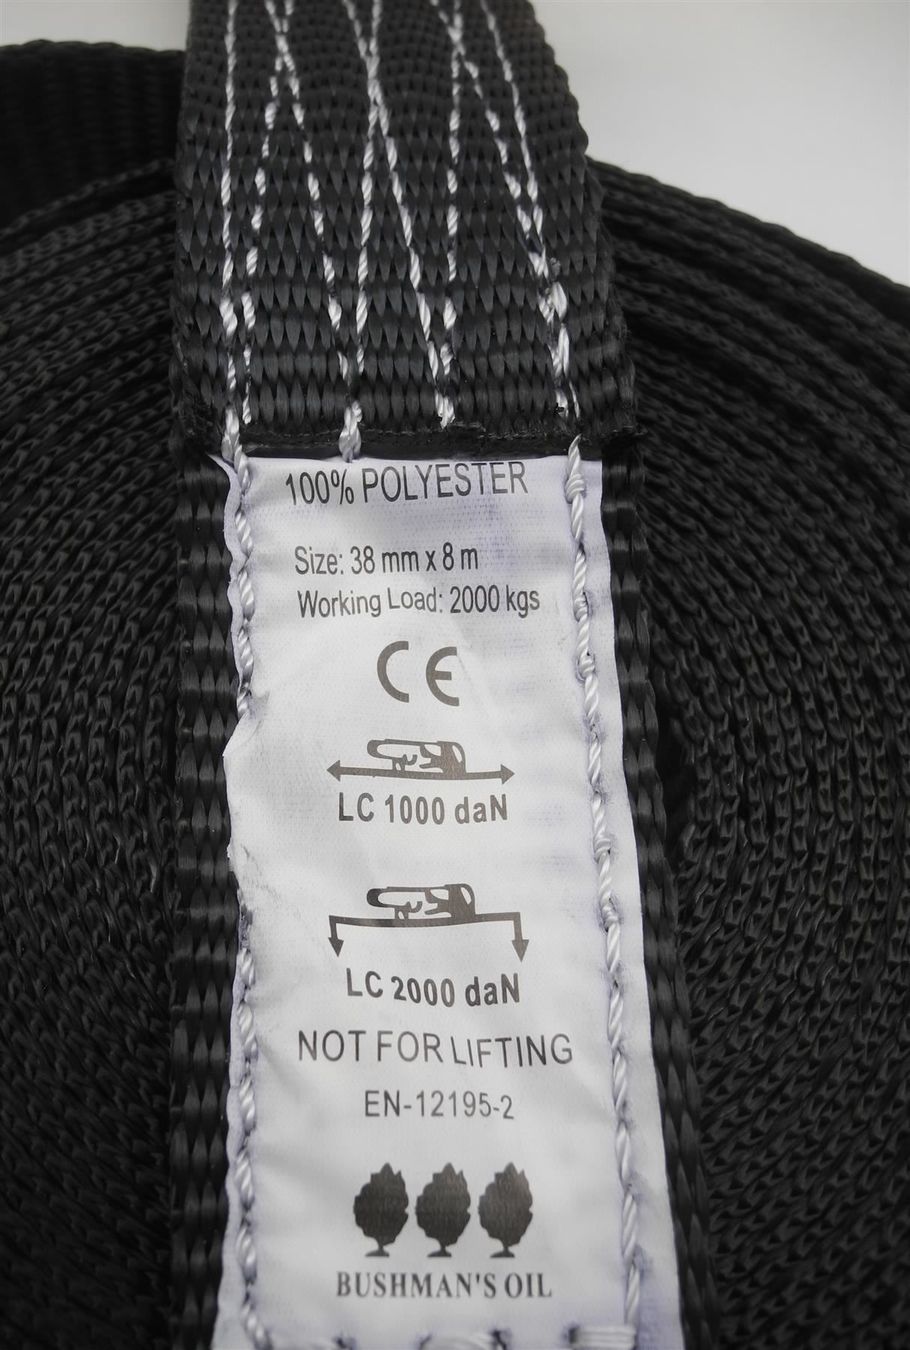 100% POLYESTER
Size: 38 mm x 8 m
Working Load: 2000 kgs
CE
LC 1000 daN
LC 2000 daN
NOT FOR LIFTING
EN-12195-2
BUSHMAN'S OIL